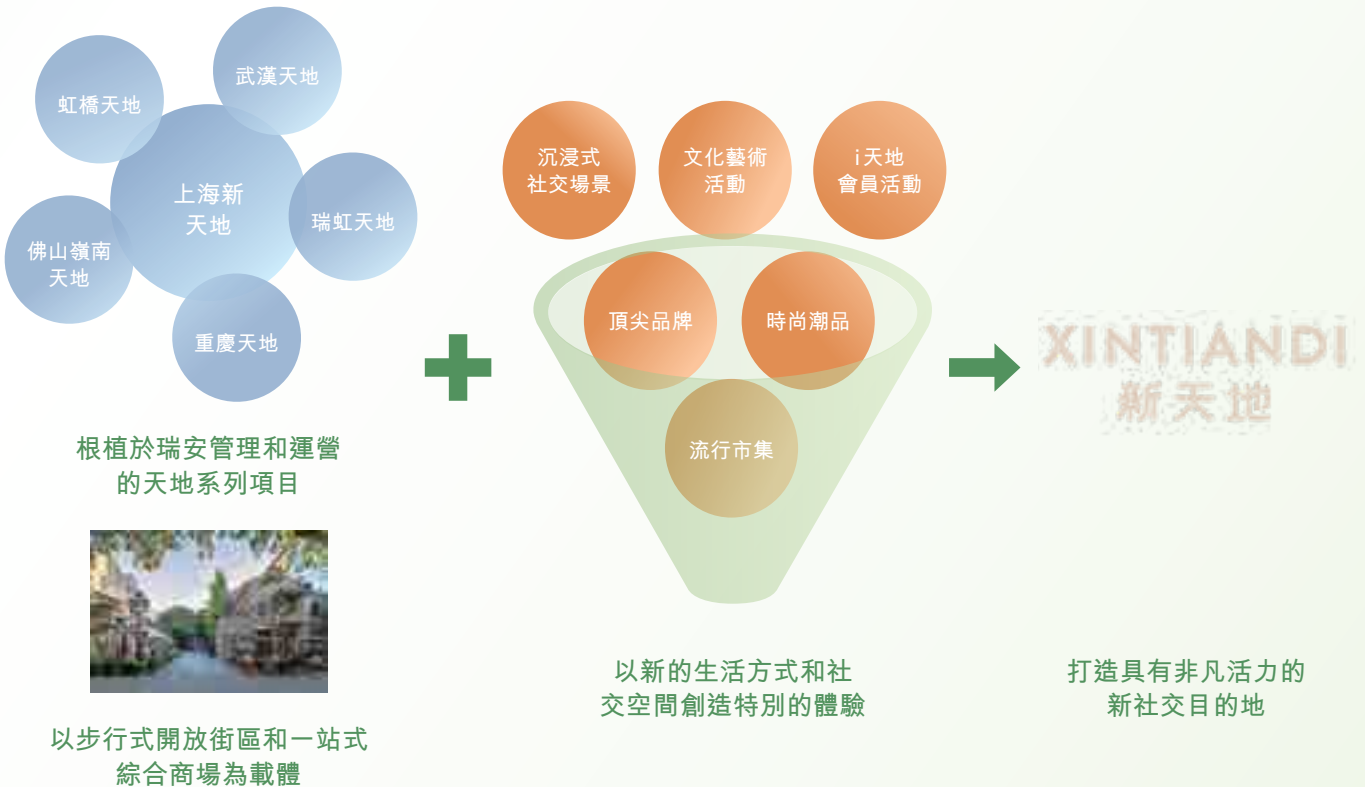 武漢天地
虹橋天地
上海新
天地
瑞虹天地
佛山嶺南
天地
重慶天地
根植於瑞安管理和運營
的天地系列項目
以步行式開放街區和一站式
綜合商場為載體
沉浸式
社交場景
文化藝術
活動
i天地
會員活動
頂尖品牌
時尚潮品
流行市集
以新的生活方式和社
交空間創造特別的體驗
XINTIANDI
新天地
打造具有非凡活力的
新社交目的地